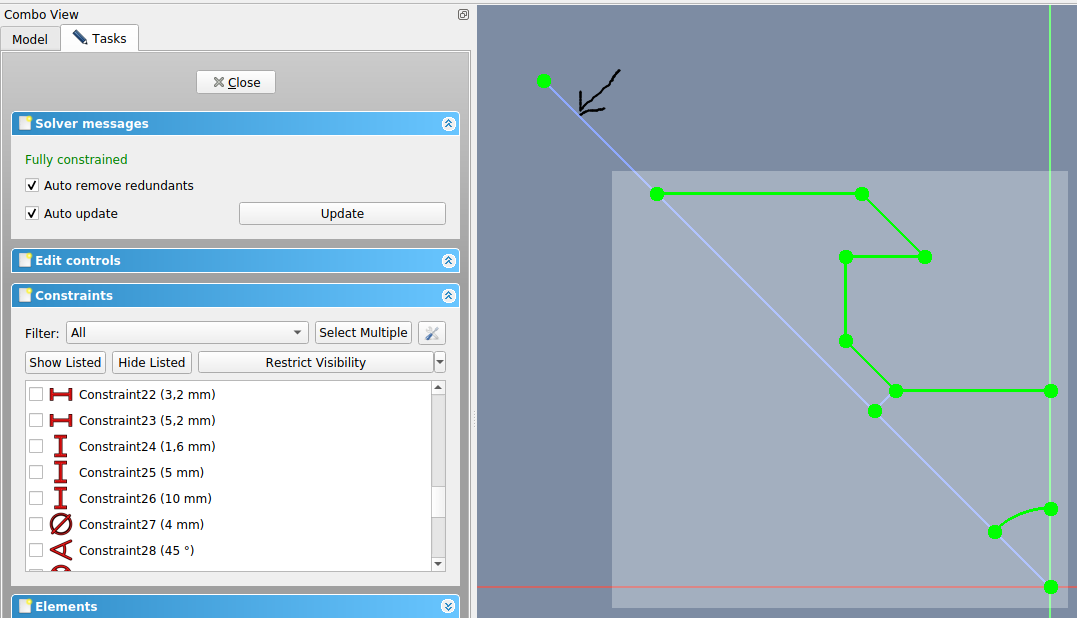 Combo View
Model Tasks
Close
Solver messages
Fully constrained
Auto remove redundants
Auto update Update
Edit controls
Constraints
Filter: All Select Multiple
Show Listed Hide Listed Restrict Visibility
Constraint22 (3,2 mm)
Constraint23 (5,2 mm)
Constraint24 (1,6 mm)
Constraint25 (5 mm)
Constraint26 (10 mm)
Constraint27 (4 mm)
Constraint28 (45 °)
Elements